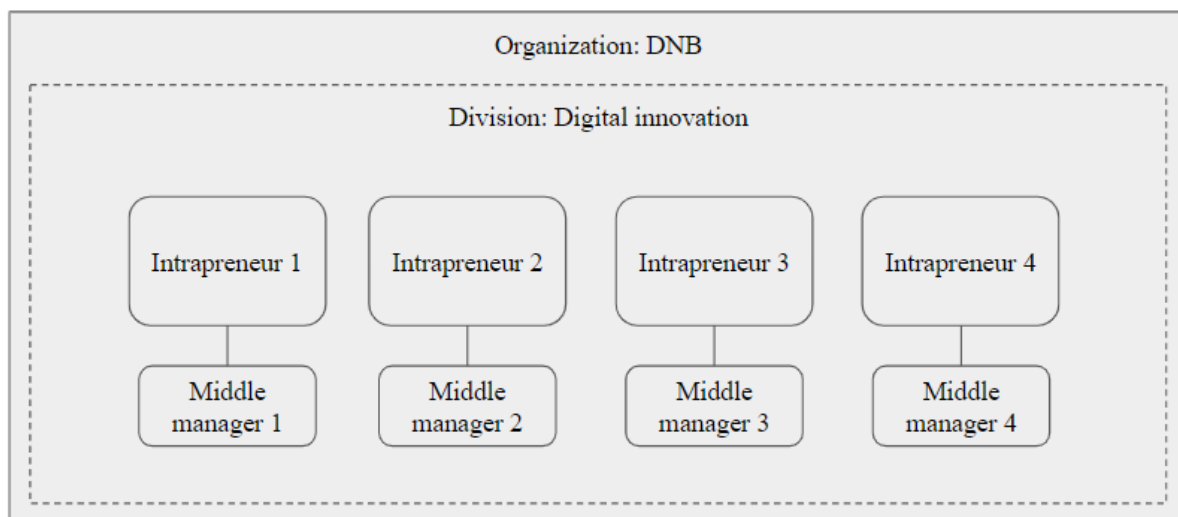 Organization: DNB
Division: Digital innovation
Intrapreneur 1
Intrapreneur 2
Intrapreneur 3
Intrapreneur 4
Middle
manager 1
Middle
manager 2
Middle
manager 3
Middle
manager 4